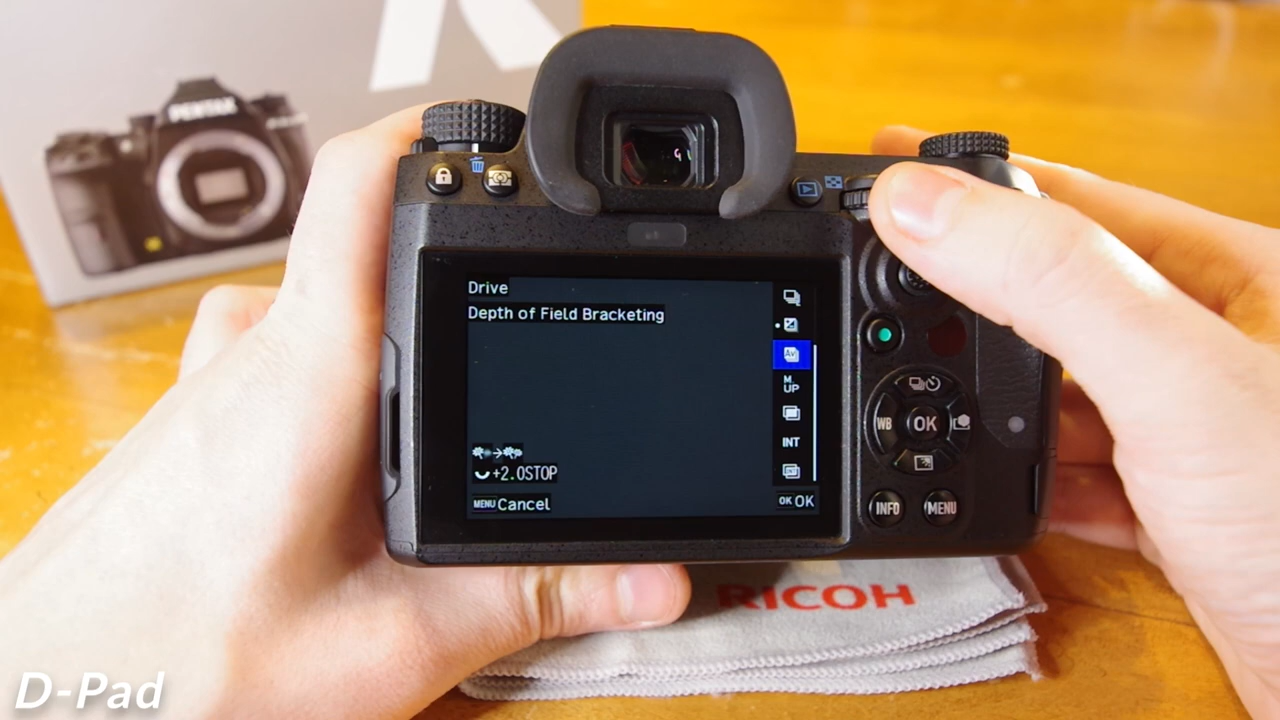 PENTAX
Drive
Depth of Field Bracketing
Av
M.
UP
INT
+2.0STOP
MENU Cancel
OK OK
WB
OK
INFO
MENU
RICOH
D-Pad